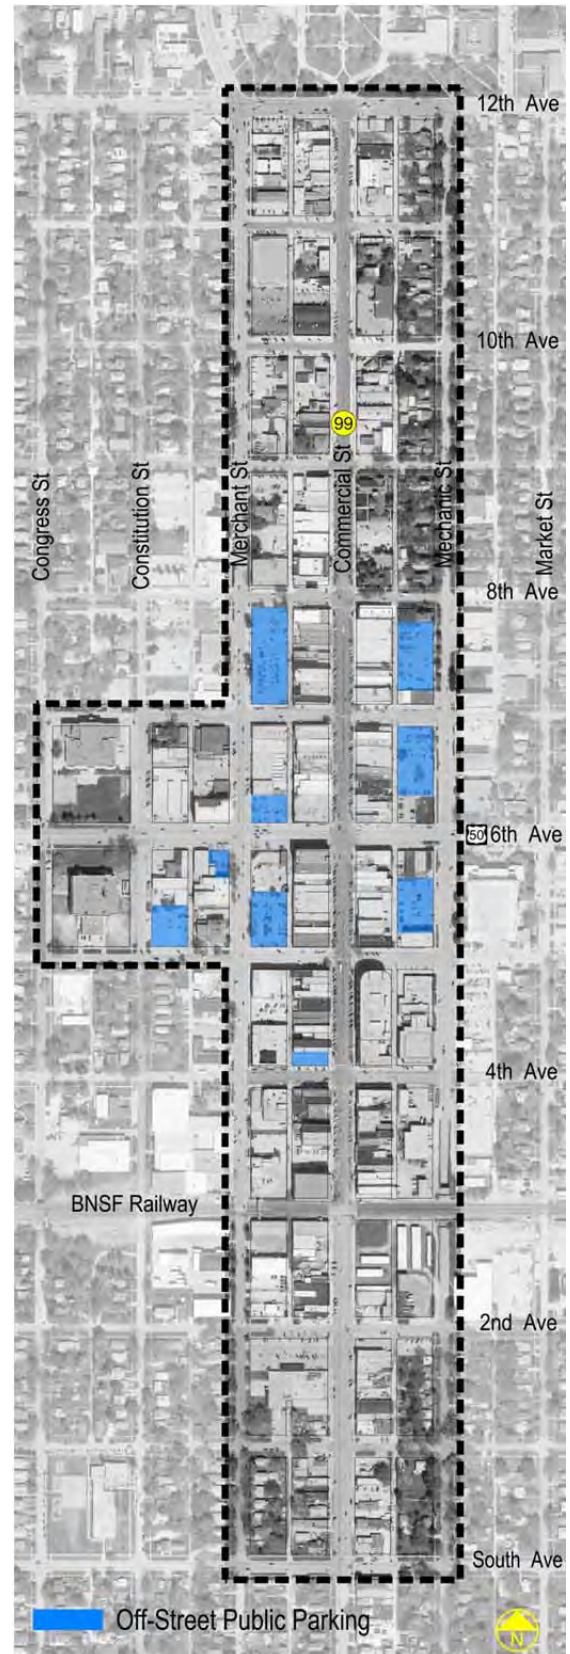 12th Ave
10th Ave
99
Congress St
Constitution St
Merchant St
Commercial St
Mechanic St
Market St
8th Ave
50
6th Ave
4th Ave
BNSF Railway
2nd Ave
South Ave
Off-Street Public Parking
N